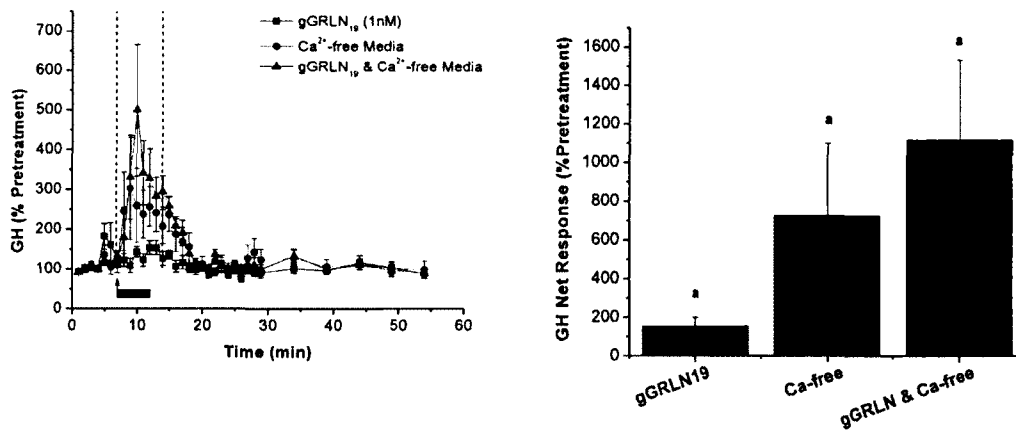 750
700
600
500
400
300
200
100
0
GH (% Pretreatment)
gGRLN₁₉ (1nM)
Ca²⁺-free Media
gGRLN₁₉ & Ca²⁺-free Media
0 10 20 30 40 50 60
Time (min)
1600
1400
1200
1000
800
600
400
200
0
GH Net Response (%Pretreatment)
a
a
a
gGRLN19
Ca-free
gGRLN & Ca-free